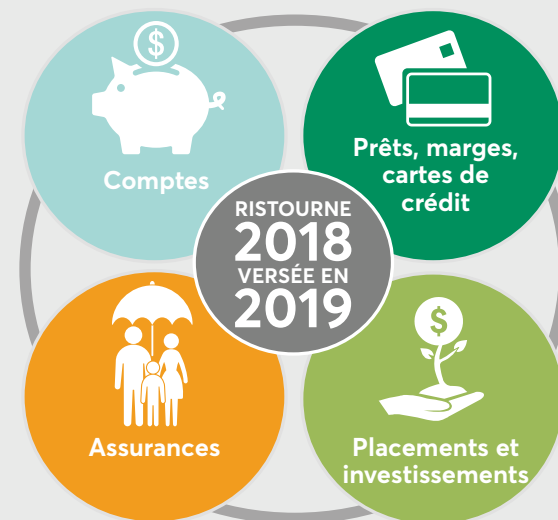 $
Comptes
Prêts, marges,
cartes de
crédit
RISTOURNE
2018
VERSÉE EN
2019
Assurances
$
Placements et
investissements